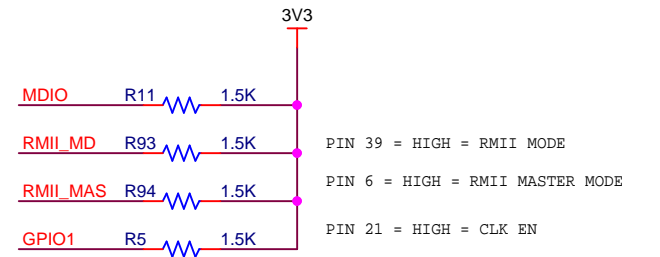 3V3
MDIO R11 1.5K
RMII_MD R93 1.5K PIN 39 = HIGH = RMII MODE
RMII_MAS R94 1.5K PIN 6 = HIGH = RMII MASTER MODE
GPIO1 R5 1.5K PIN 21 = HIGH = CLK EN